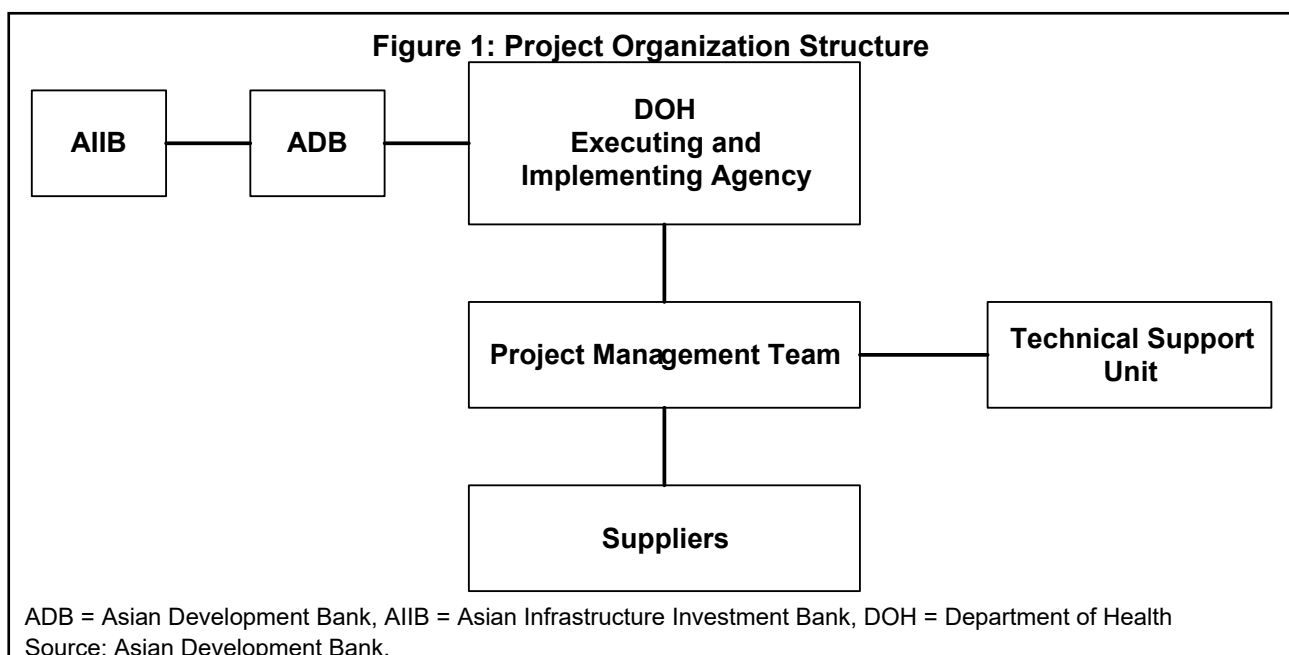 Figure 1: Project Organization Structure
AIIB
ADB
DOH
Executing and
Implementing Agency
Project Management Team
Technical Support
Unit
Suppliers
ADB = Asian Development Bank, AIIB = Asian Infrastructure Investment Bank, DOH = Department of Health
Source: Asian Development Bank.